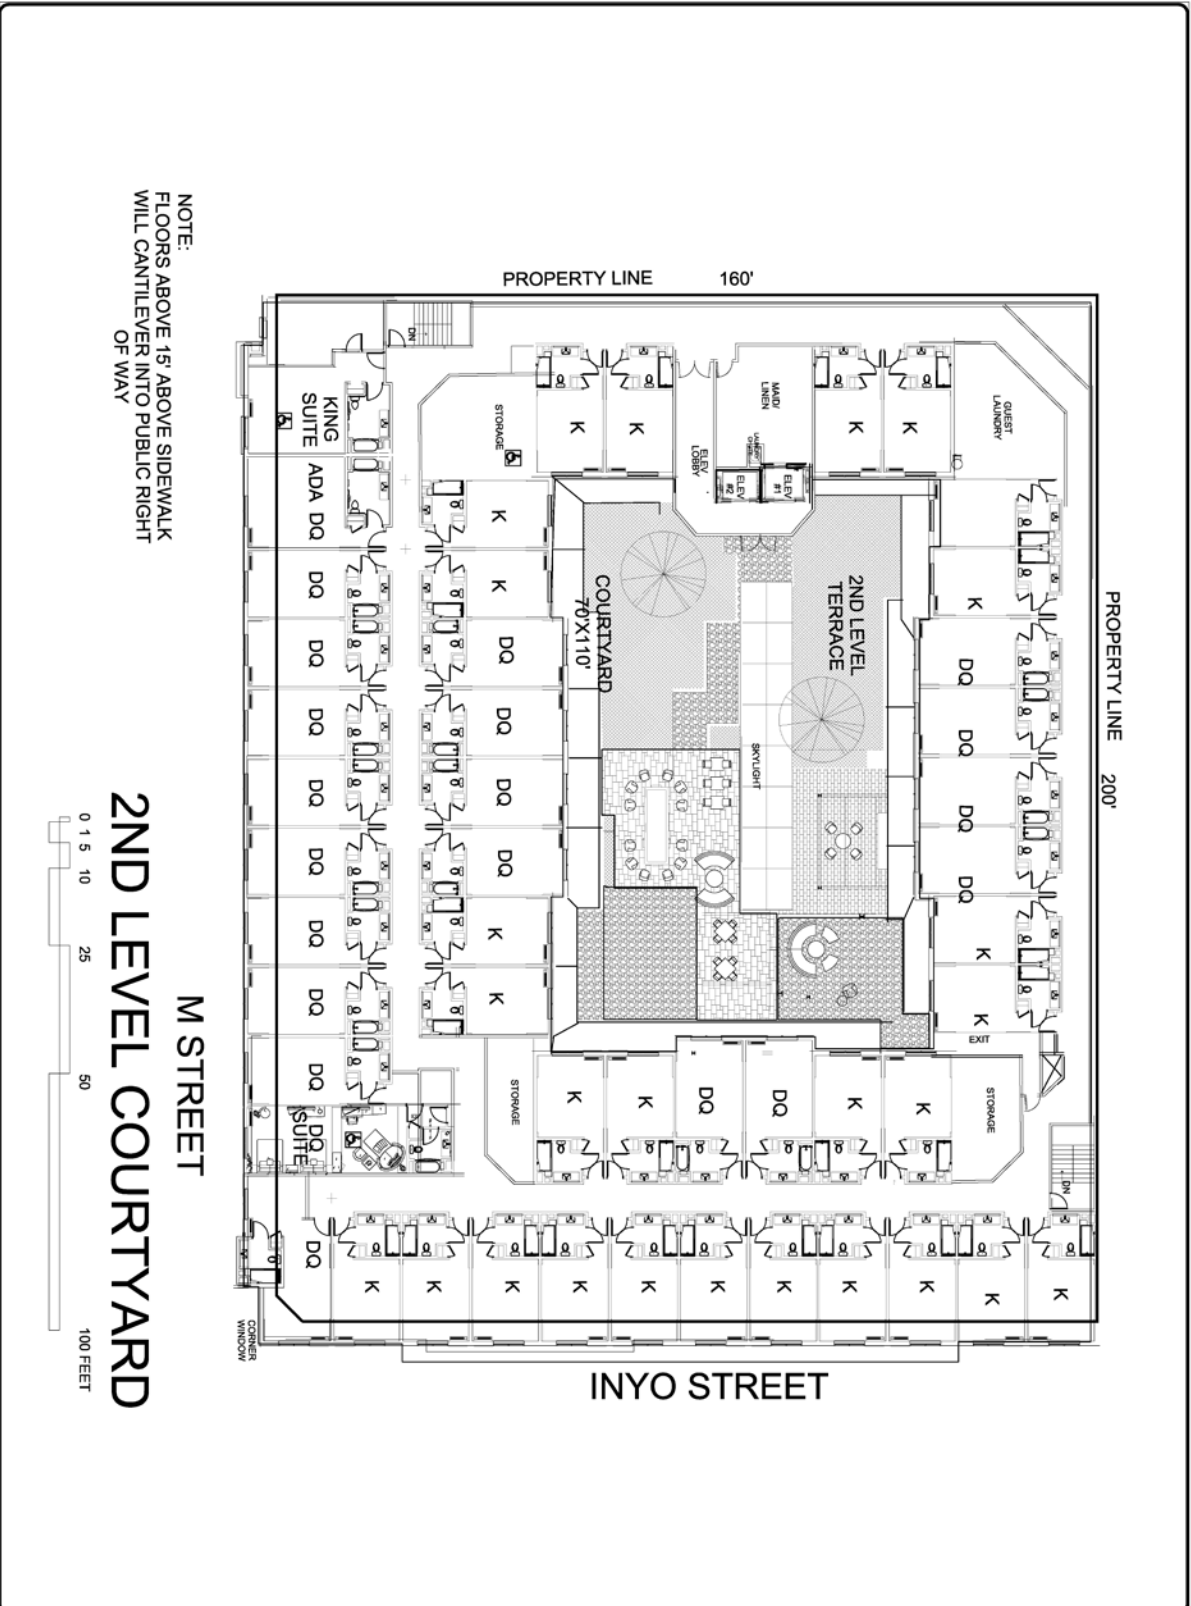 PROPERTY LINE 160'
NOTE:
FLOORS ABOVE 15' ABOVE SIDEWALK
WILL CANTILEVER INTO PUBLIC RIGHT
OF WAY
PROPERTY LINE 200'
DN
KING
SUITE
STORAGE
K
K
ELEV
LOBBY
MAID/
LINEN
LAUNDRY
CHUTE
ELEV
#2
ELEV
#1
K
K
GUEST
LAUNDRY
ADA DQ
DQ
DQ
DQ
DQ
DQ
DQ
DQ
DQ
DQ
SUITE
K
K
DQ
DQ
DQ
DQ
K
K
COURTYARD
70'X110'
2ND LEVEL
TERRACE
SKYLIGHT
K
DQ
DQ
DQ
DQ
K
K
EXIT
STORAGE
K
K
DQ
DQ
K
K
STORAGE
DN
DQ
K
K
K
K
K
K
K
K
K
K
K
CORNER
WINDOW
INYO STREET
M STREET
2ND LEVEL COURTYARD
0 1 5 10 25 50 100 FEET